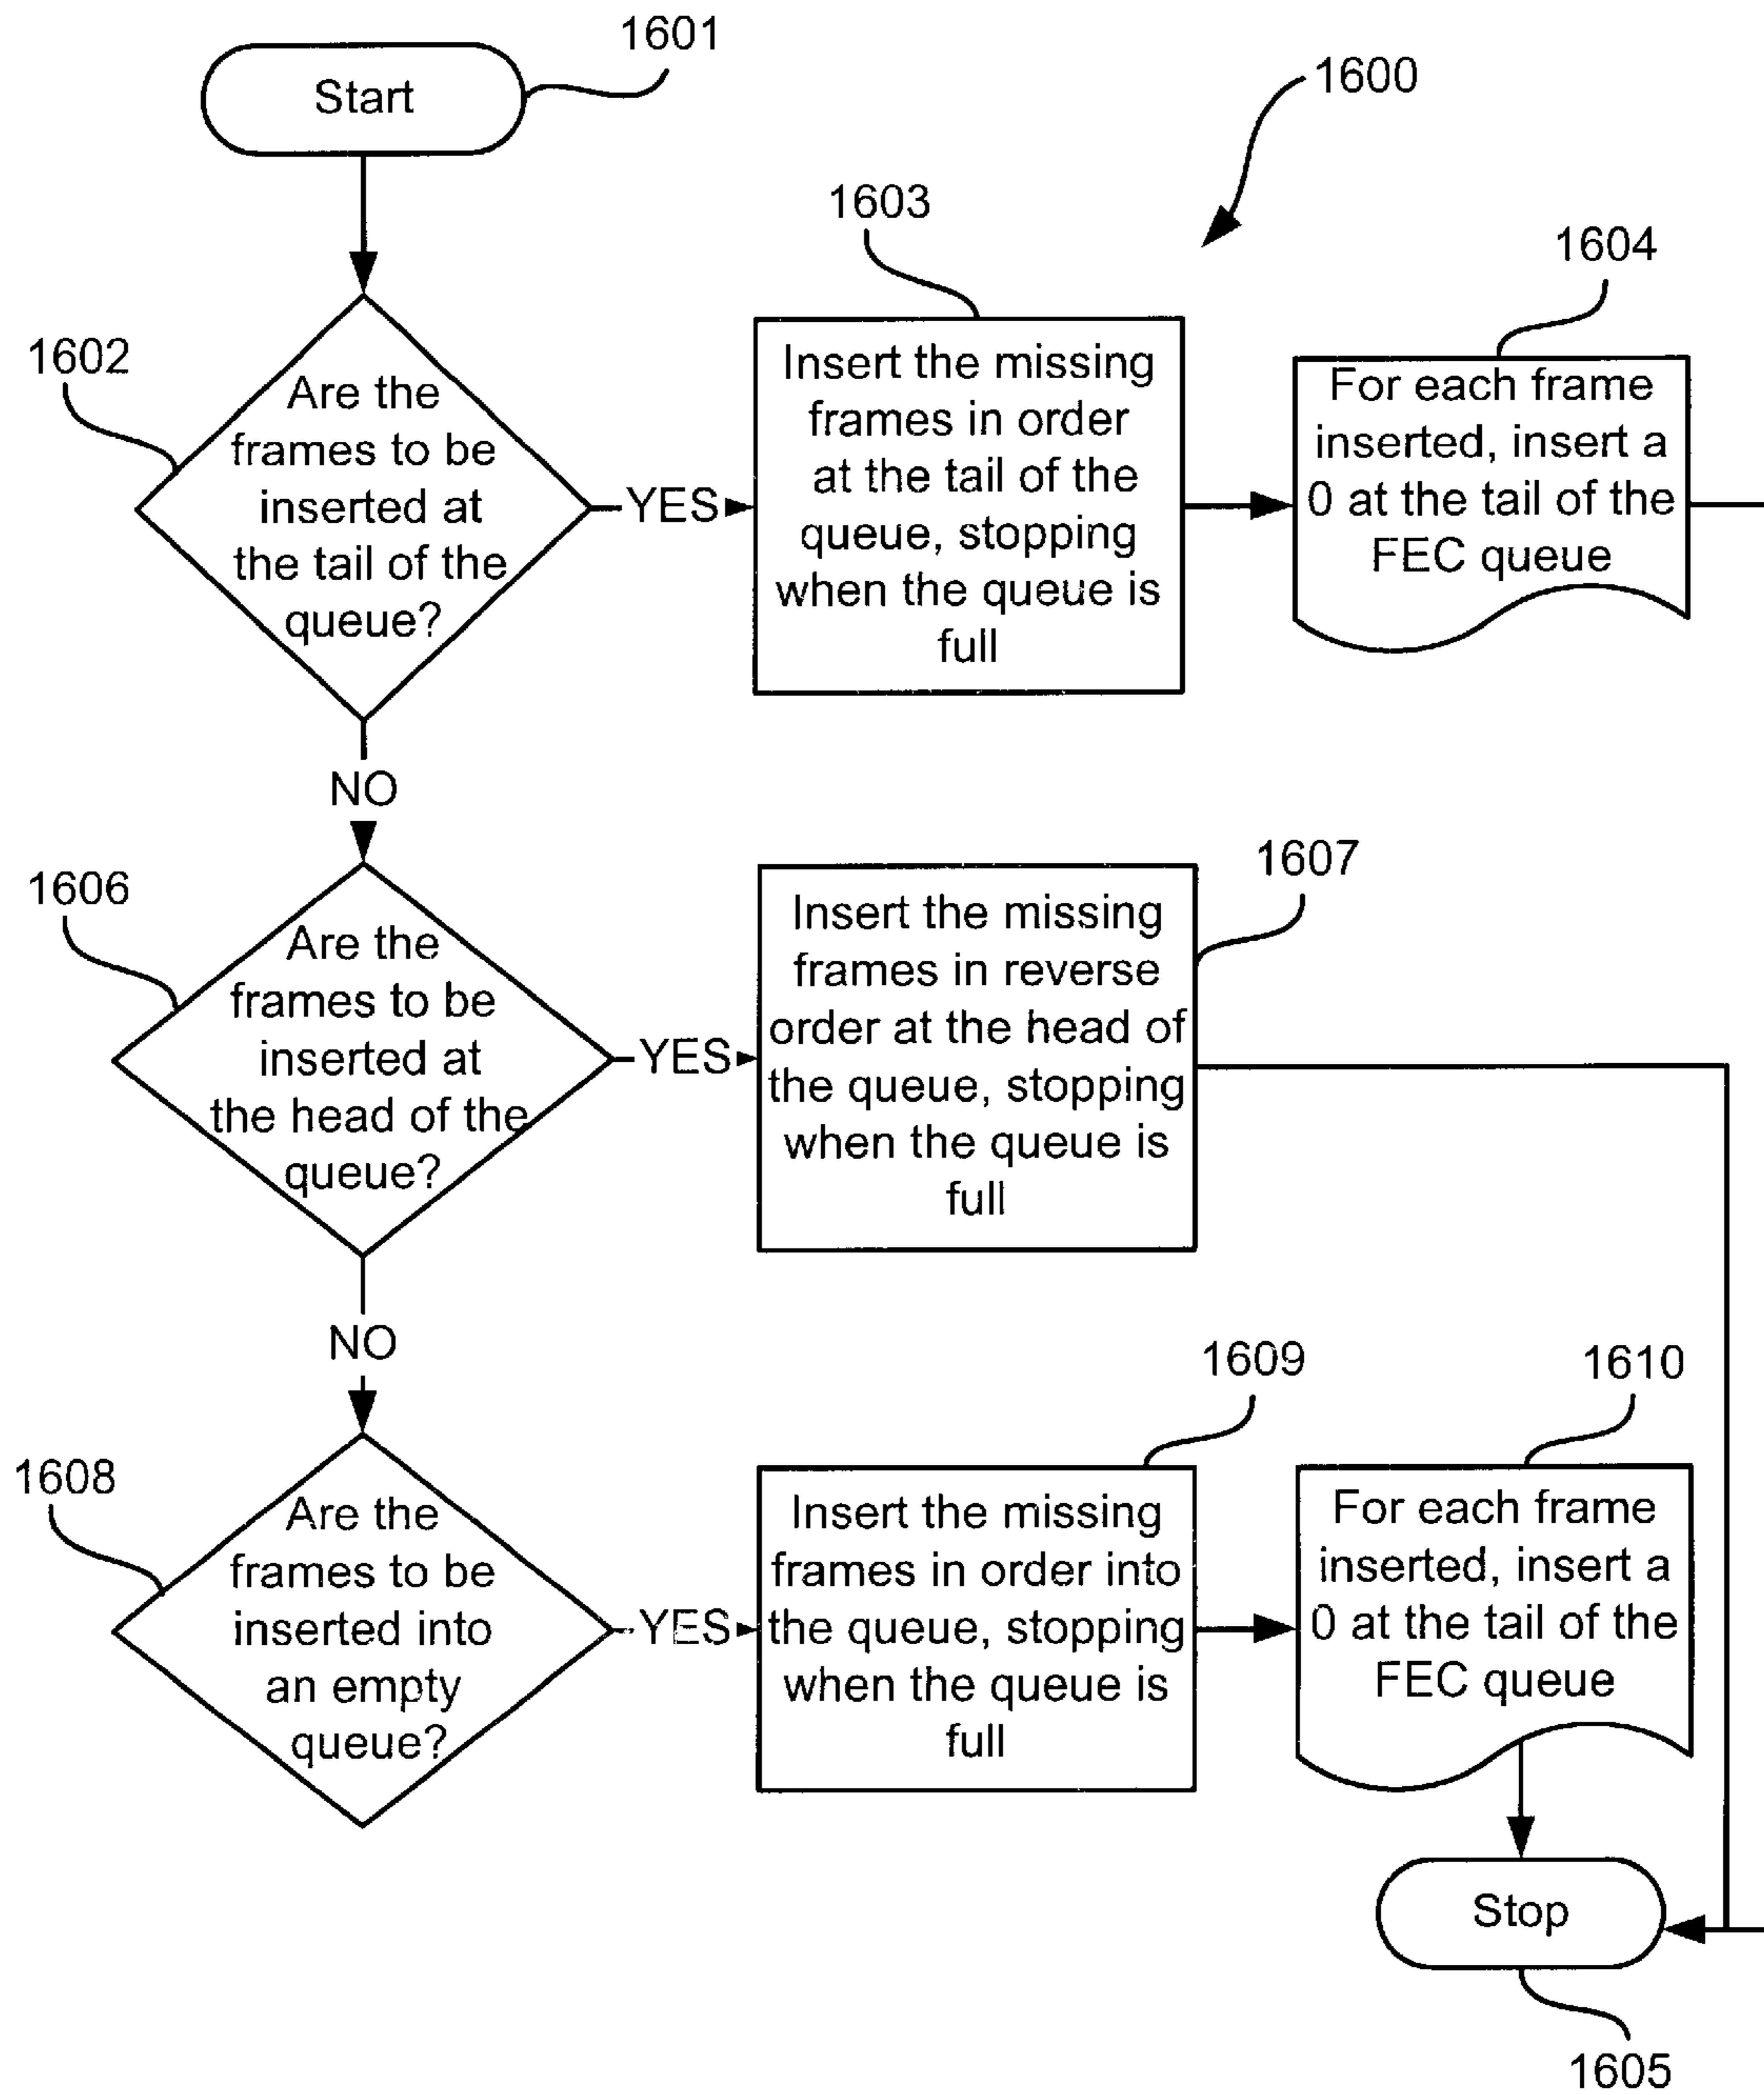 1601
Start
1600
1603
1604
1602
Are the
frames to be
inserted at
the tail of the
queue?
YES
Insert the missing
frames in order
at the tail of the
queue, stopping
when the queue is
full
For each frame
inserted, insert a
0 at the tail of the
FEC queue
NO
1606
Are the
frames to be
inserted at
the head of the
queue?
YES
1607
Insert the missing
frames in reverse
order at the head of
the queue, stopping
when the queue is
full
NO
1608
Are the
frames to be
inserted into
an empty
queue?
YES
1609
Insert the missing
frames in order into
the queue, stopping
when the queue is
full
1610
For each frame
inserted, insert a
0 at the tail of the
FEC queue
Stop
1605